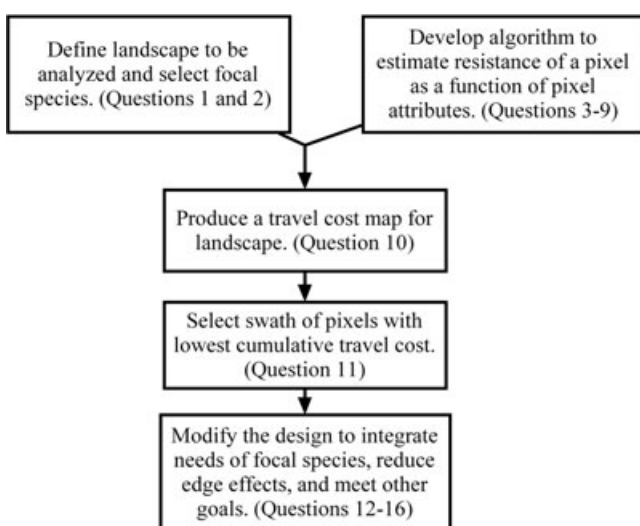 Define landscape to be
analyzed and select focal
species. (Questions 1 and 2)
Develop algorithm to
estimate resistance of a pixel
as a function of pixel
attributes. (Questions 3-9)
Produce a travel cost map for
landscape. (Question 10)
Select swath of pixels with
lowest cumulative travel cost.
(Question 11)
Modify the design to integrate
needs of focal species, reduce
edge effects, and meet other
goals. (Questions 12-16)